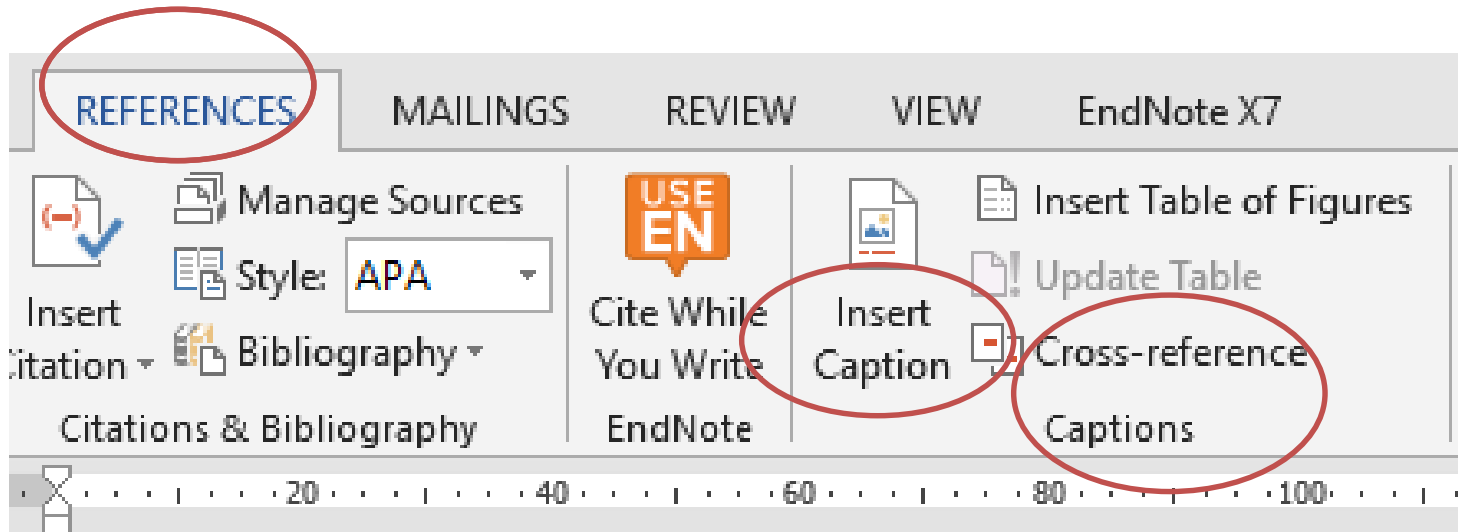 REFERENCES MAILINGS REVIEW VIEW EndNote X7
Manage Sources
Style: APA
Bibliography
Insert
Citation
Citations & Bibliography
USE
EN
Cite While
You Write
EndNote
Insert
Caption
Insert Table of Figures
Update Table
Cross-reference
Captions
20 40 60 80 100